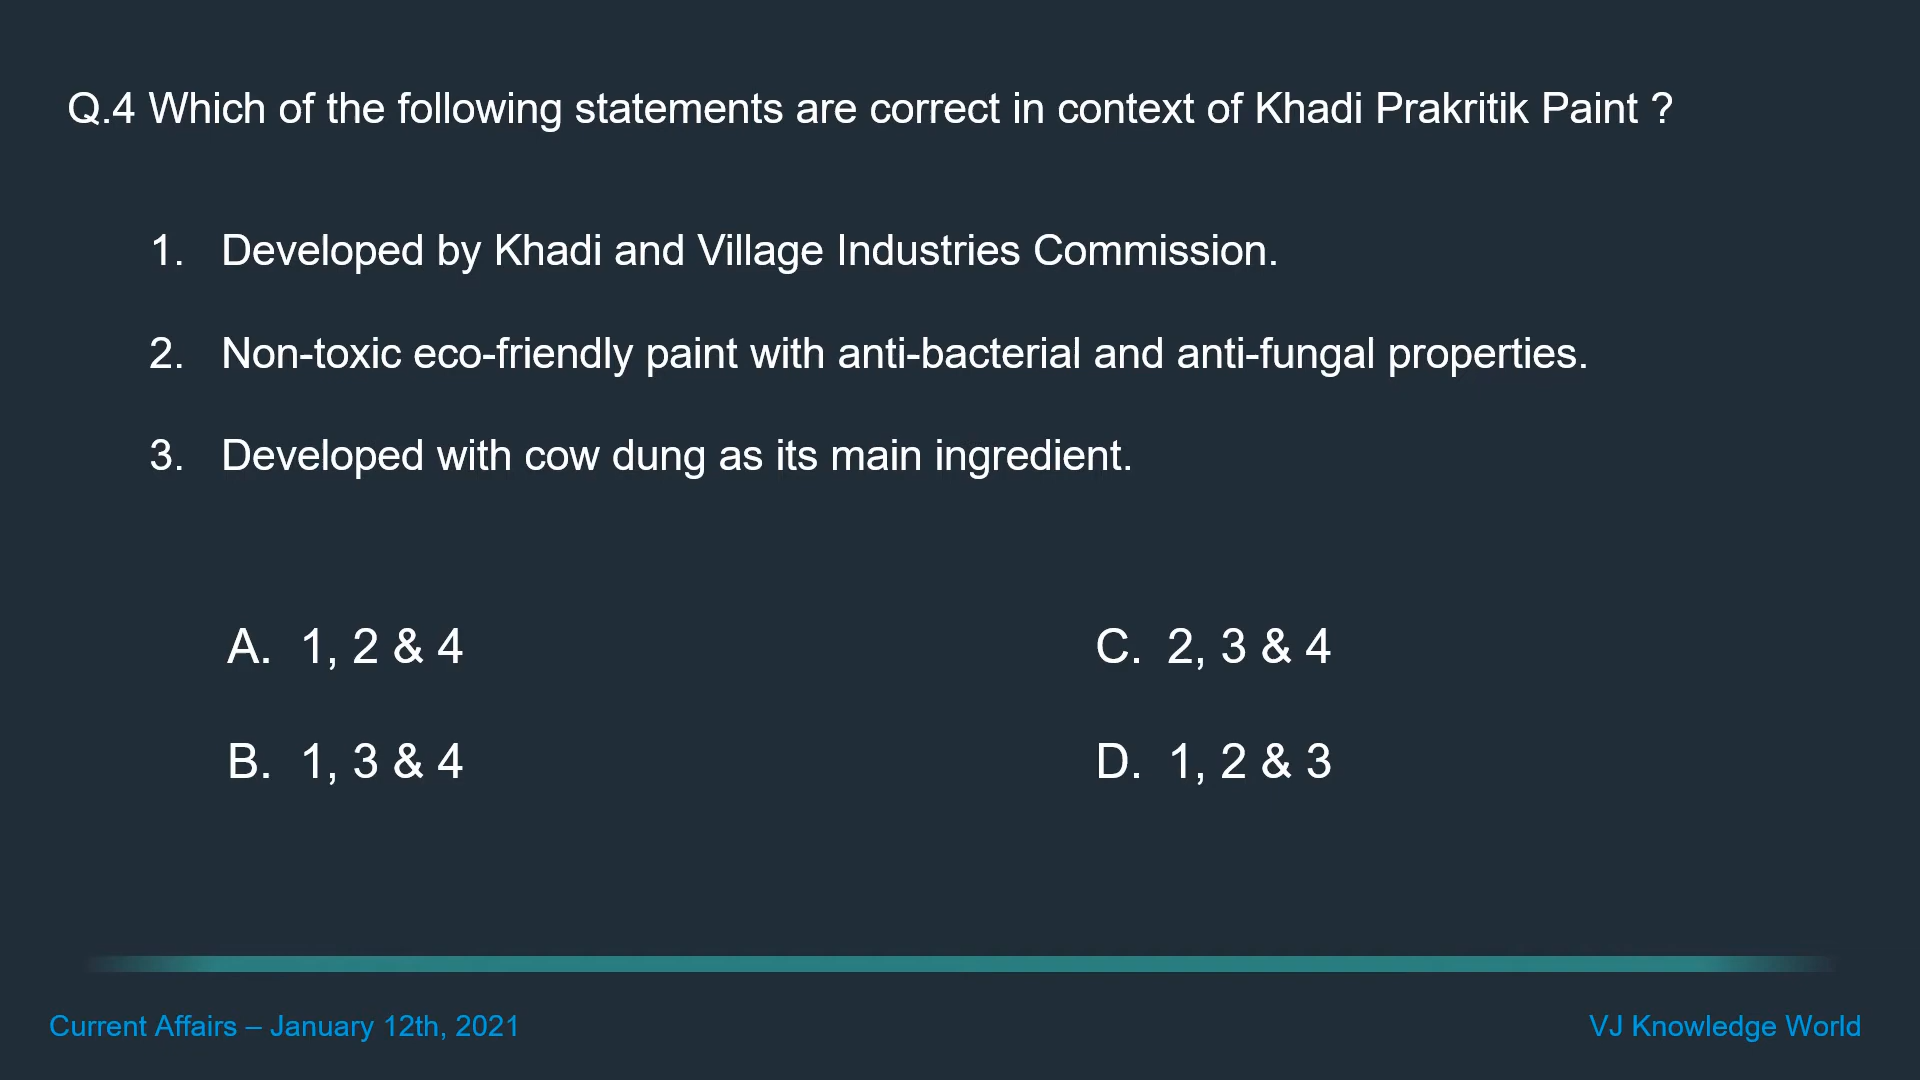 Q.4 Which of the following statements are correct in context of Khadi Prakritik Paint ?
1. Developed by Khadi and Village Industries Commission.
2. Non-toxic eco-friendly paint with anti-bacterial and anti-fungal properties.
3. Developed with cow dung as its main ingredient.
A. 1, 2 & 4
C. 2, 3 & 4
B. 1, 3 & 4
D. 1, 2 & 3
Current Affairs – January 12th, 2021
VJ Knowledge World